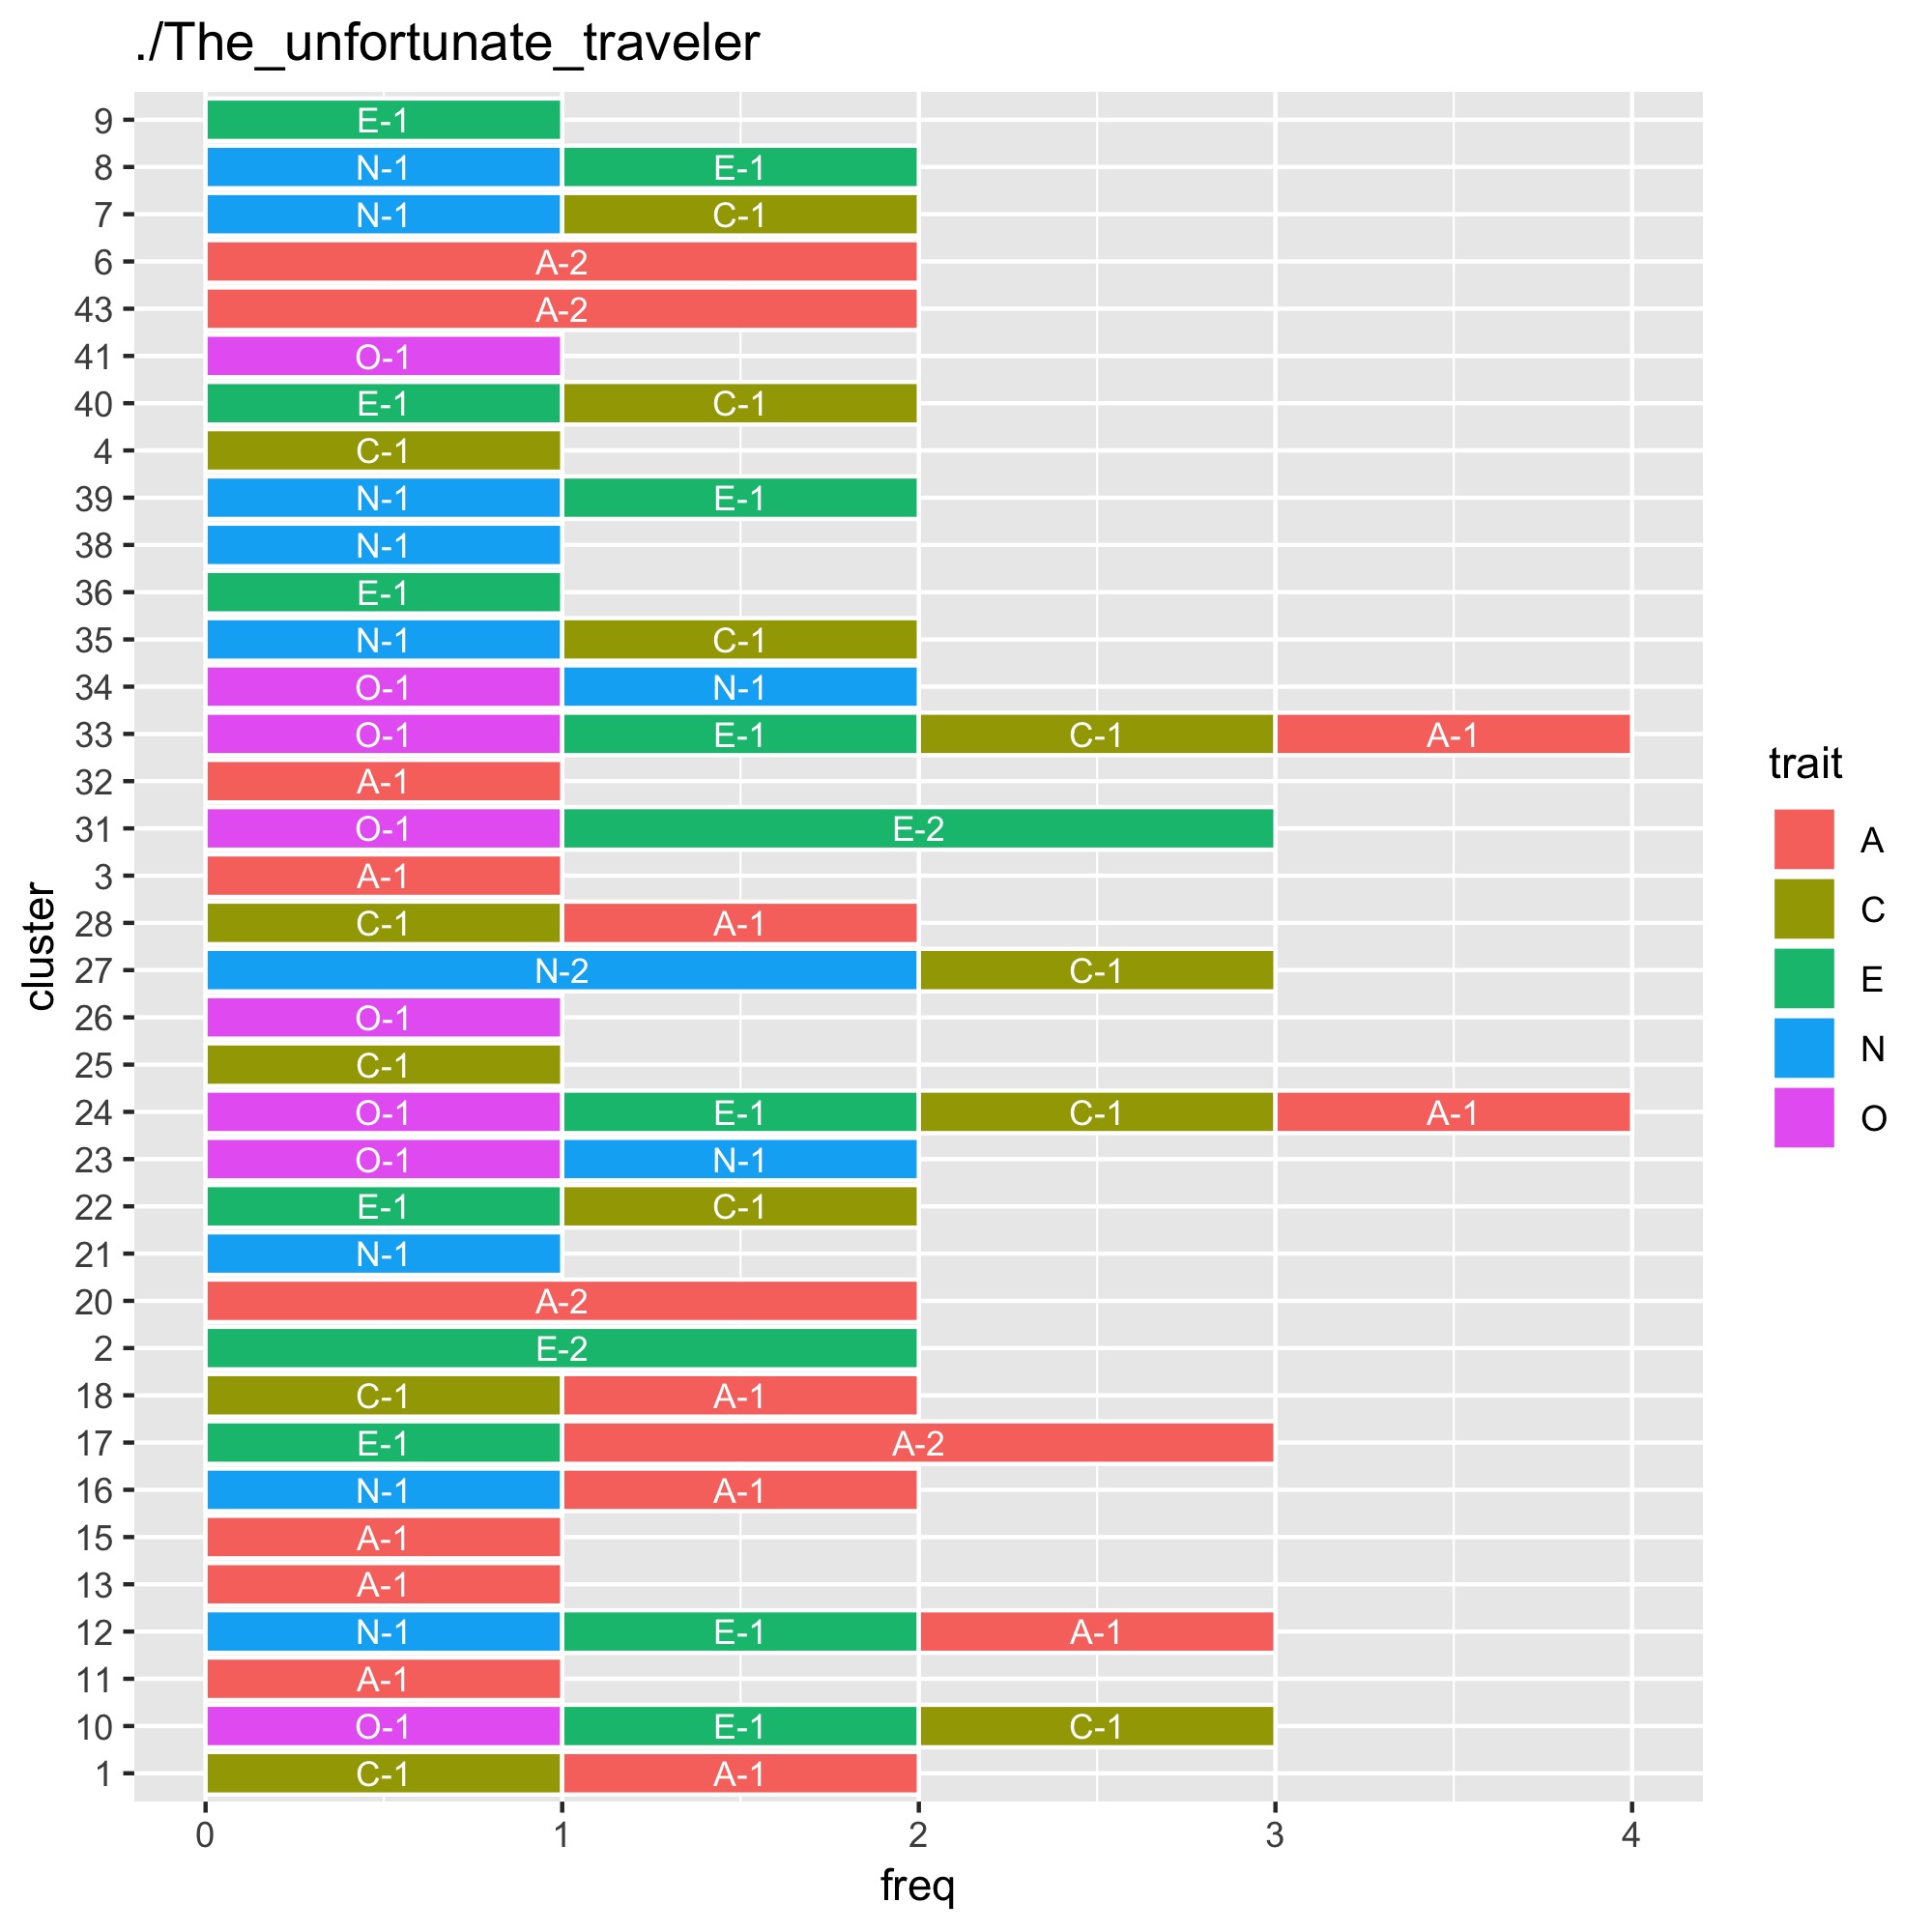 ./The_unfortunate_traveler
9 E-1
8 N-1 E-1
7 N-1 C-1
6 A-2
43 A-2
41 O-1
40 E-1 C-1
4 C-1
39 N-1 E-1
38 N-1
36 E-1
35 N-1 C-1
34 O-1 N-1
33 O-1 E-1 C-1 A-1
32 A-1
31 O-1 E-2
3 A-1
28 C-1 A-1
27 N-2 C-1
26 O-1
25 C-1
24 O-1 E-1 C-1 A-1
23 O-1 N-1
22 E-1 C-1
21 N-1
20 A-2
2 E-2
18 C-1 A-1
17 E-1 A-2
16 N-1 A-1
15 A-1
13 A-1
12 N-1 E-1 A-1
11 A-1
10 O-1 E-1 C-1
1 C-1 A-1
0 1 2 3 4
freq
cluster
trait
A
C
E
N
O